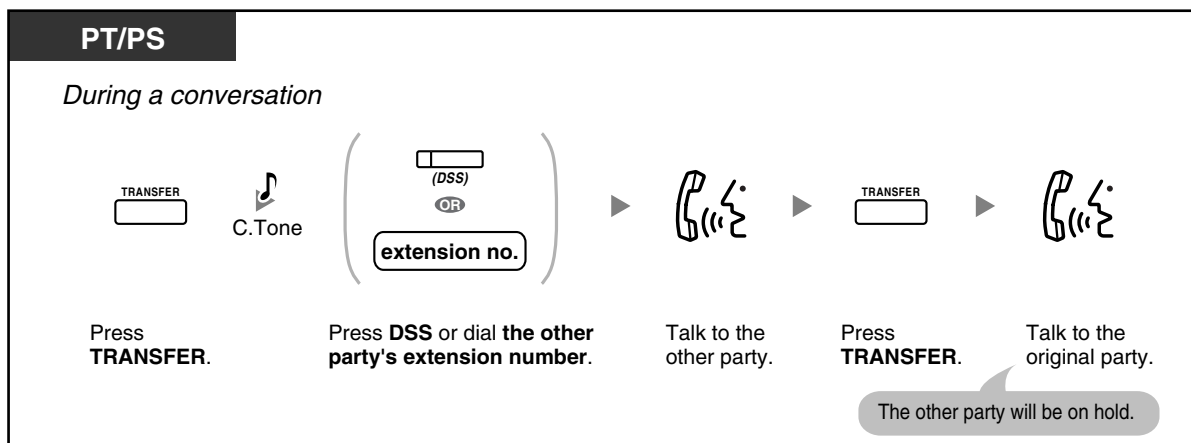 PT/PS
During a conversation
TRANSFER
C.Tone
(DSS)
OR
extension no.
TRANSFER
Press
TRANSFER.
Press DSS or dial the other
party's extension number.
Talk to the
other party.
Press
TRANSFER.
Talk to the
original party.
The other party will be on hold.